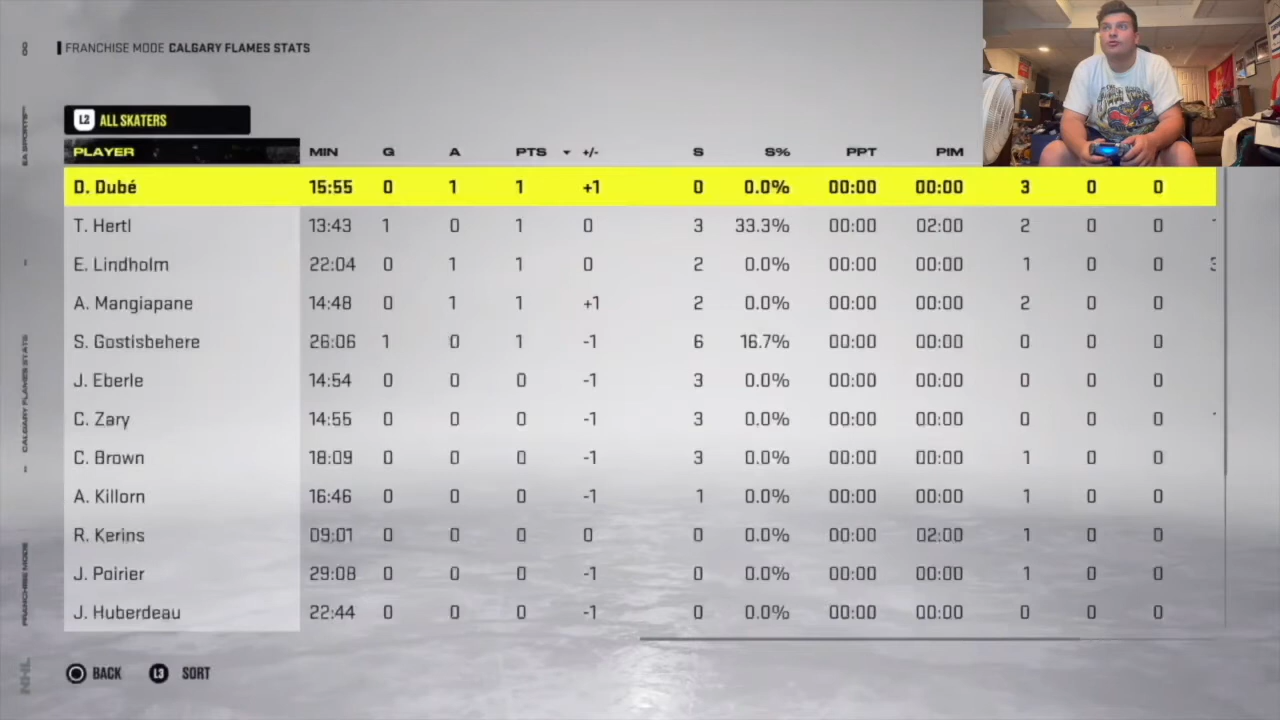 FRANCHISE MODE CALGARY FLAMES STATS
L2 ALL SKATERS
PLAYER MIN G A PTS +/- S S% PPT PIM
D. Dubé 15:55 0 1 1 +1 0 0.0% 00:00 00:00 3 0 0
T. Hertl 13:43 1 0 1 0 3 33.3% 00:00 02:00 2 0 0
E. Lindholm 22:04 0 1 1 0 2 0.0% 00:00 00:00 1 0 0
A. Mangiapane 14:48 0 1 1 +1 2 0.0% 00:00 00:00 2 0 0
S. Gostisbehere 26:06 1 0 1 -1 6 16.7% 00:00 00:00 0 0 0
J. Eberle 14:54 0 0 0 -1 3 0.0% 00:00 00:00 0 0 0
C. Zary 14:55 0 0 0 -1 3 0.0% 00:00 00:00 0 0 0
C. Brown 18:09 0 0 0 -1 3 0.0% 00:00 00:00 1 0 0
A. Killorn 16:46 0 0 0 -1 1 0.0% 00:00 00:00 1 0 0
R. Kerins 09:01 0 0 0 0 0 0.0% 00:00 02:00 1 0 0
J. Poirier 29:08 0 0 0 -1 0 0.0% 00:00 00:00 1 0 0
J. Huberdeau 22:44 0 0 0 -1 0 0.0% 00:00 00:00 0 0 0
BACK L3 SORT
EA SPORTS
CALGARY FLAMES STATS
FRANCHISE MODE
NHL